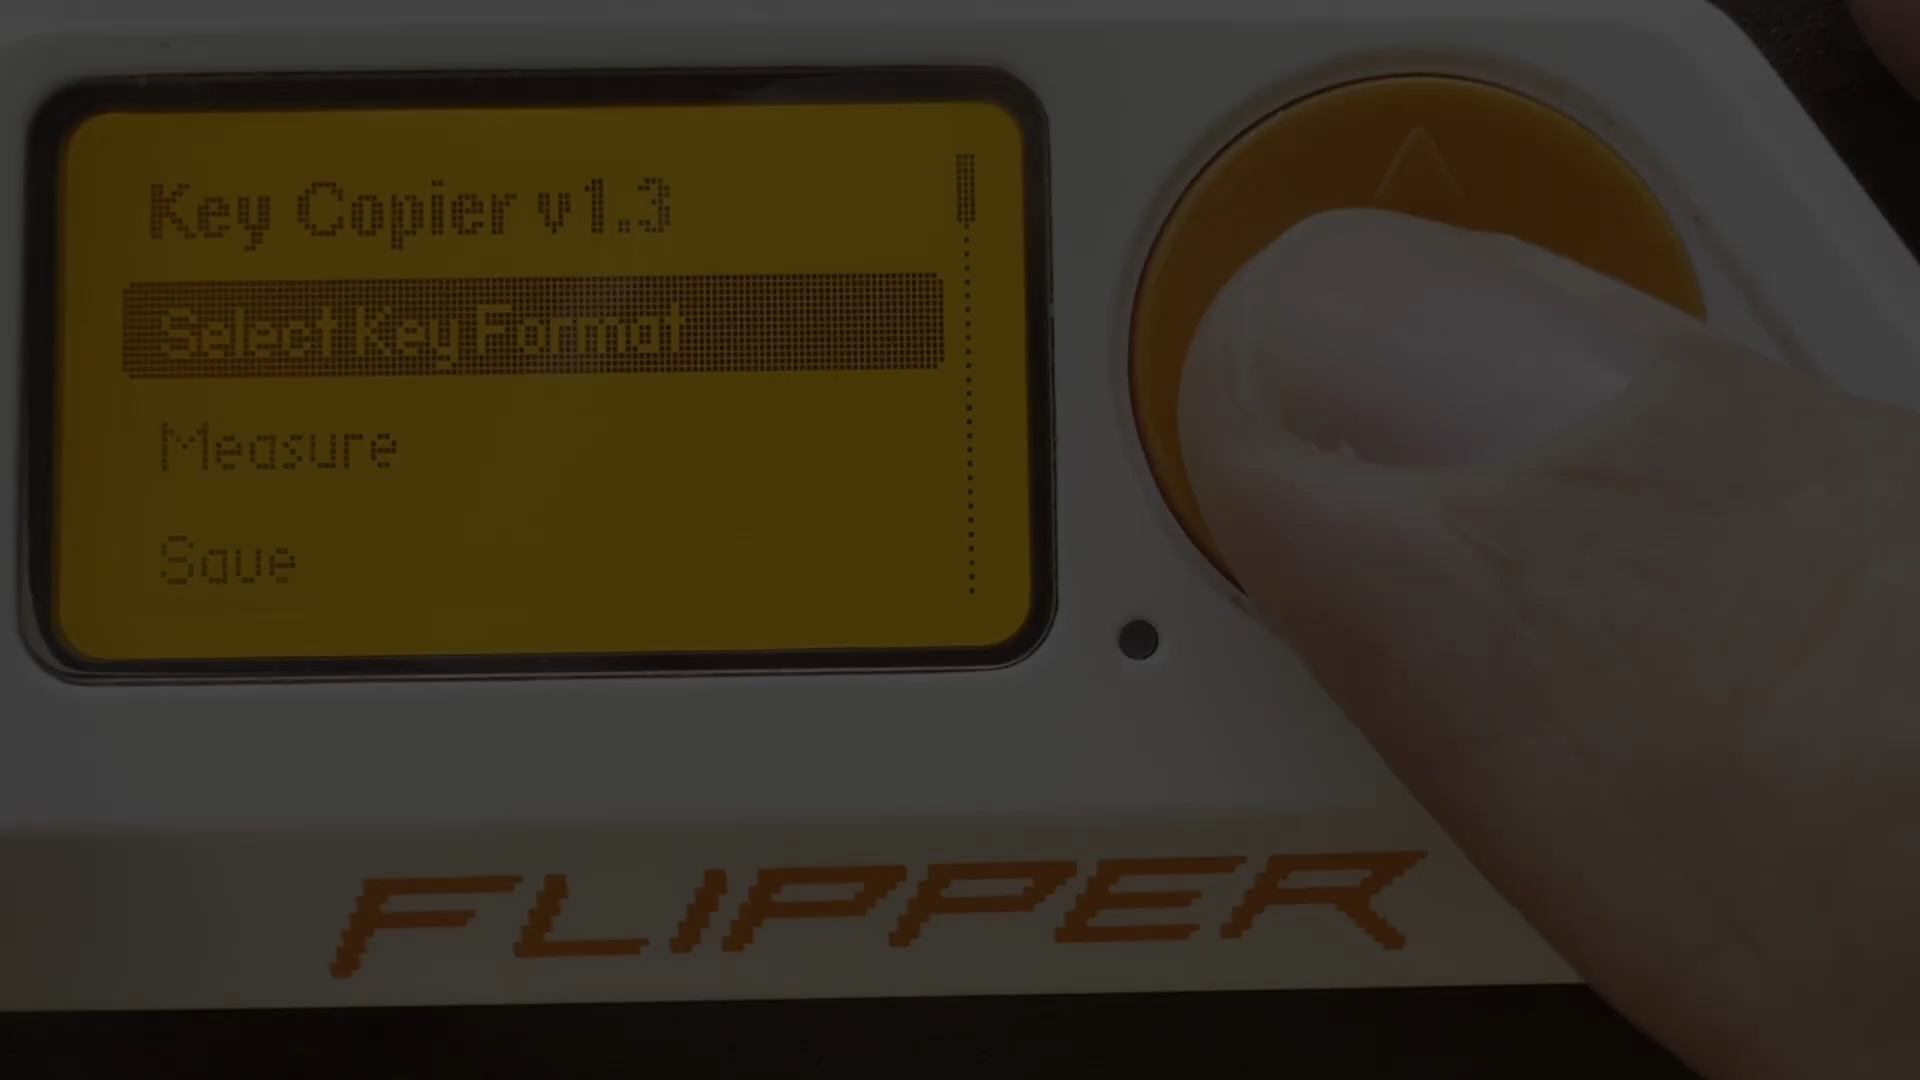 Key Copier v1.3
Select Key Format
Measure
Save
FLIPPER